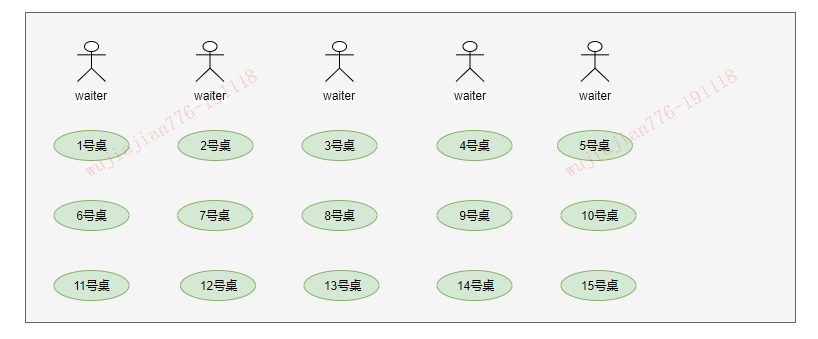 waiter waiter waiter waiter waiter
wujiajian776-191118 wujiajian776-191118
1号桌 2号桌 3号桌 4号桌 5号桌
6号桌 7号桌 8号桌 9号桌 10号桌
11号桌 12号桌 13号桌 14号桌 15号桌